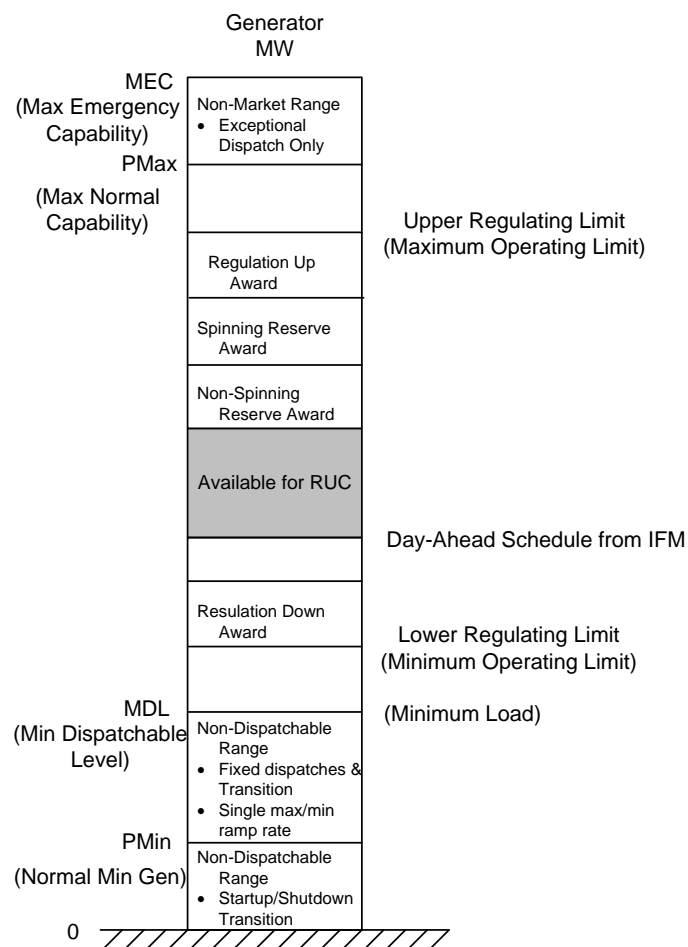 Generator
MW
MEC
(Max Emergency
Capability)
Non-Market Range
• Exceptional
Dispatch Only
PMax
(Max Normal
Capability)
Upper Regulating Limit
(Maximum Operating Limit)
Regulation Up
Award
Spinning Reserve
Award
Non-Spinning
Reserve Award
Available for RUC
Day-Ahead Schedule from IFM
Resulation Down
Award
Lower Regulating Limit
(Minimum Operating Limit)
MDL
(Min Dispatchable
Level)
(Minimum Load)
Non-Dispatchable
Range
• Fixed dispatches &
Transition
• Single max/min
ramp rate
PMin
(Normal Min Gen)
Non-Dispatchable
Range
• Startup/Shutdown
Transition
0